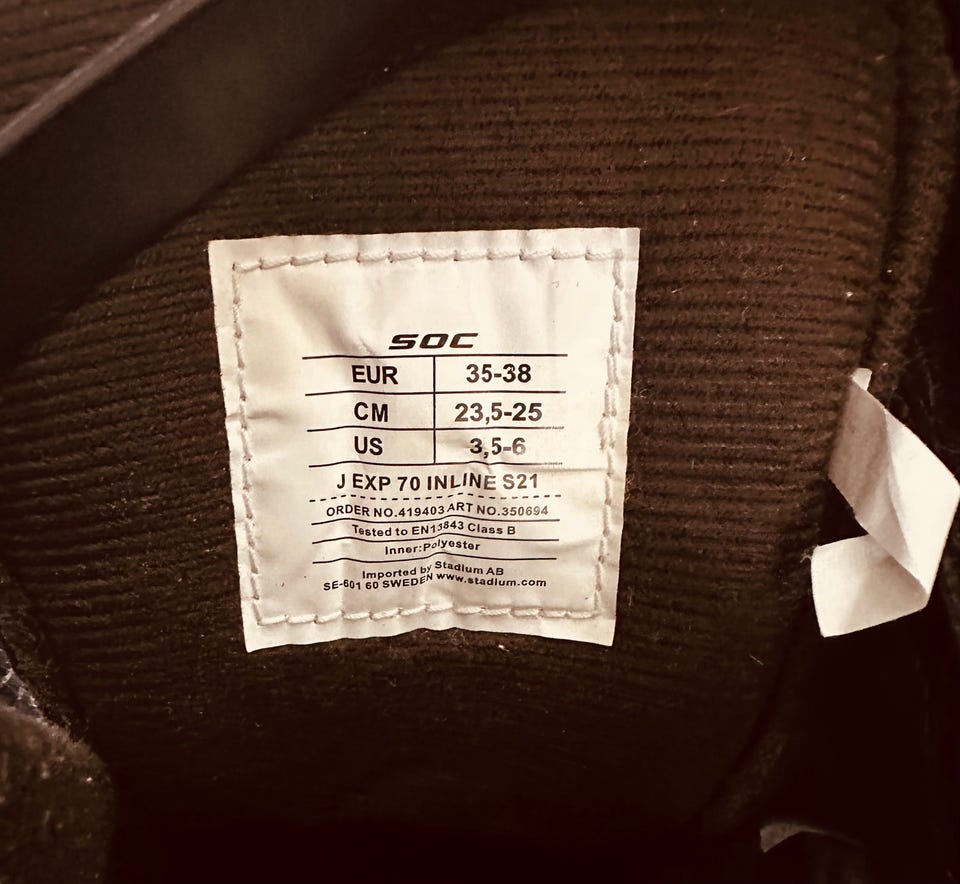 SOC
EUR 35-38
CM 23,5-25
US 3,5-6
J EXP 70 INLINE S21
ORDER NO.419403 ART NO.350694
Tested to EN13843 Class B
Inner:Polyester
Imported by Stadium AB
SE-601 60 SWEDEN www.stadium.com